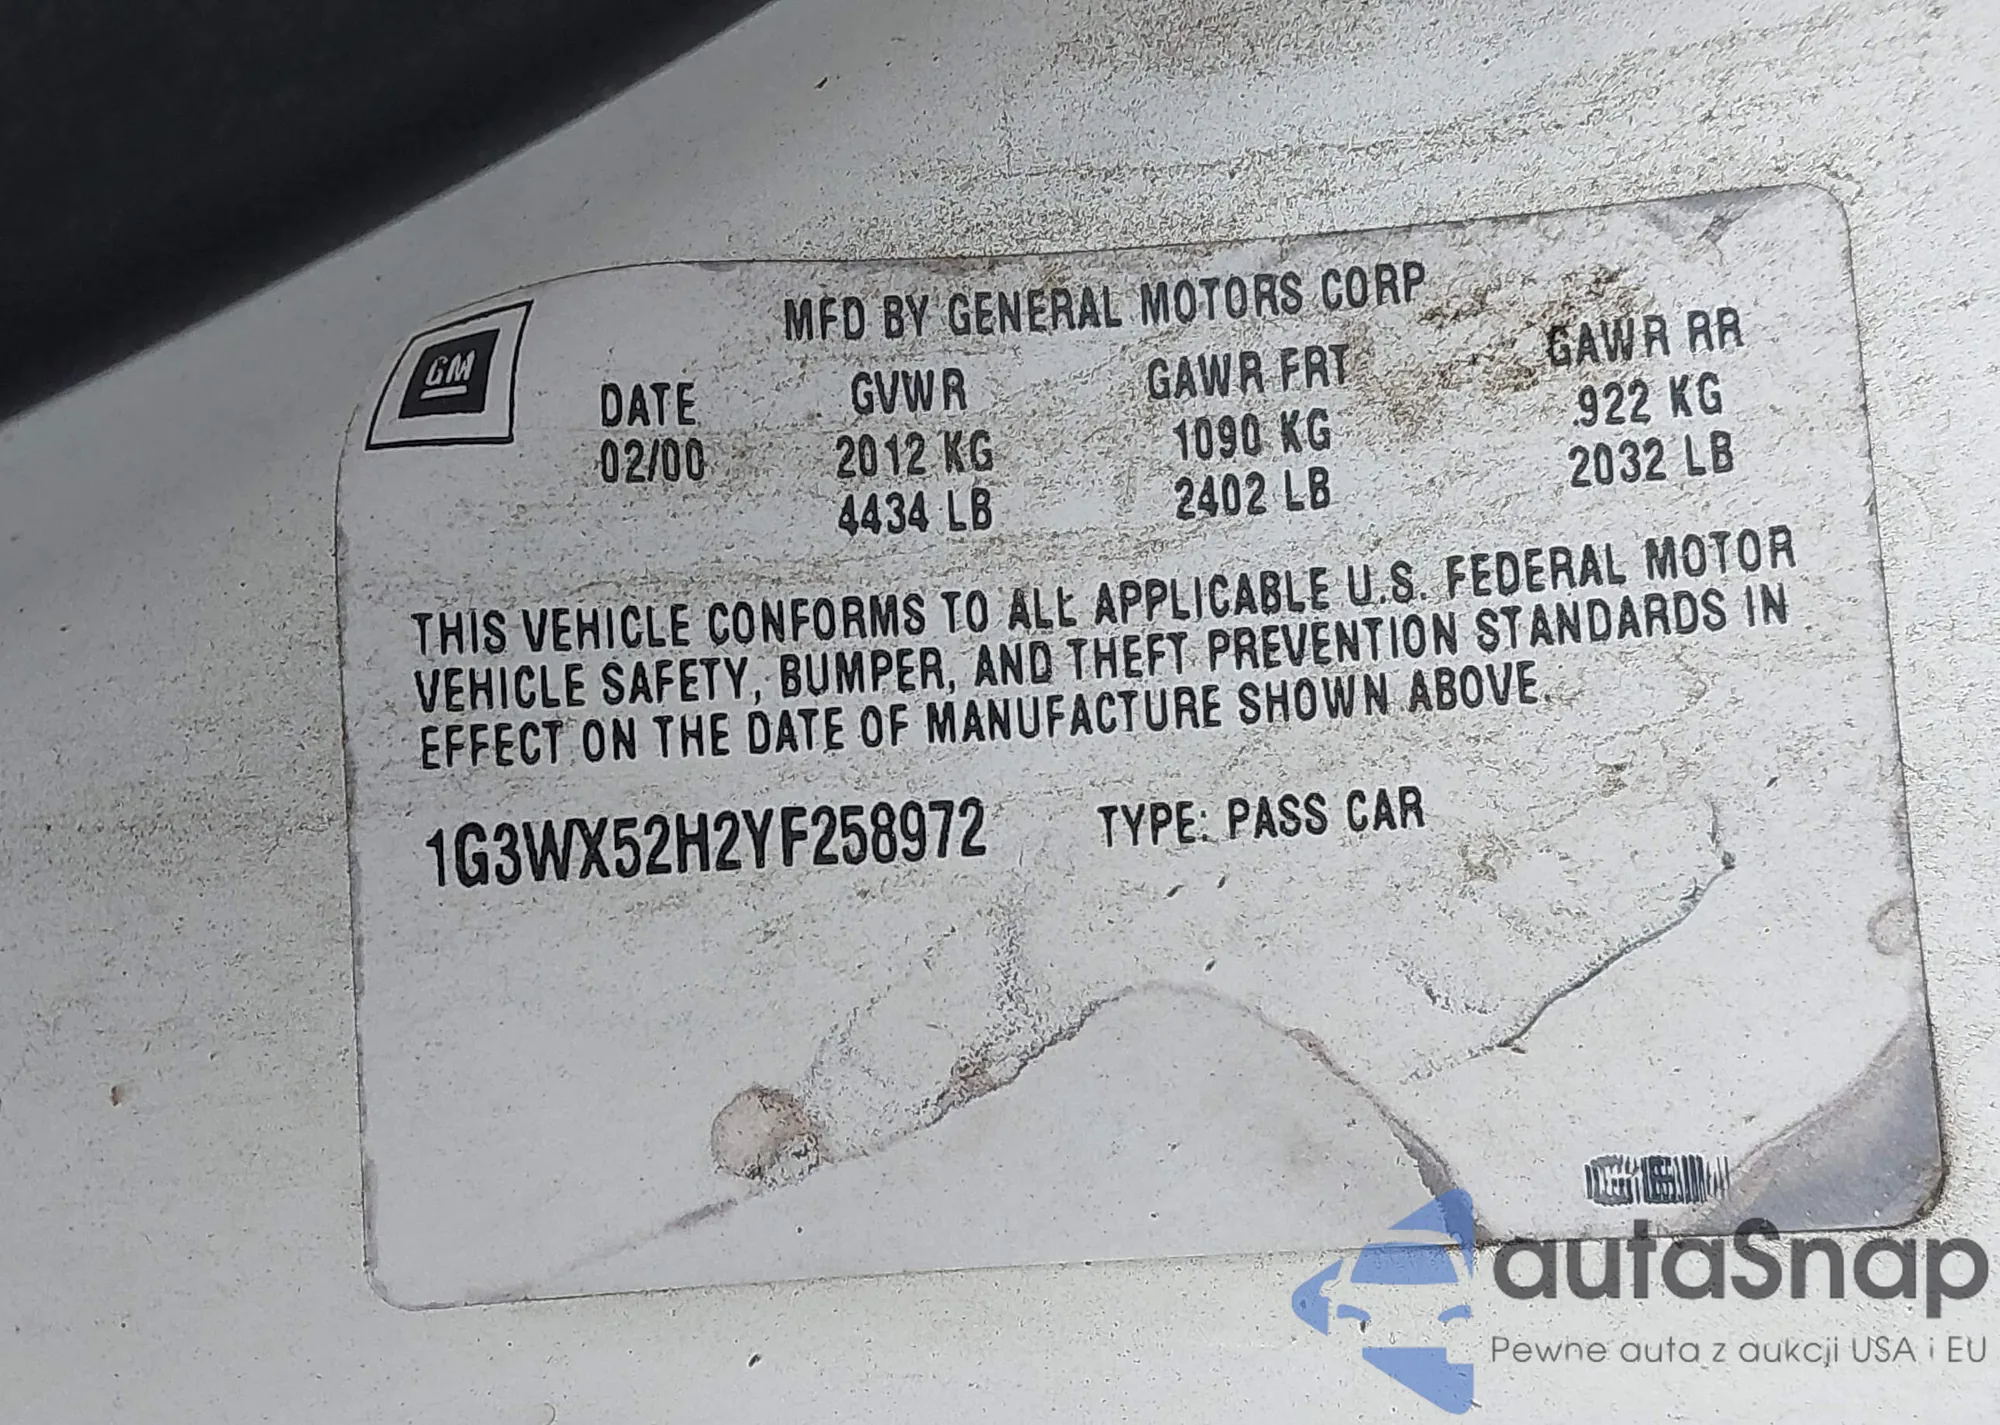 GM
MFD BY GENERAL MOTORS CORP
DATE GVWR GAWR FRT GAWR RR
02/00 2012 KG 1090 KG 922 KG
4434 LB 2402 LB 2032 LB
THIS VEHICLE CONFORMS TO ALL APPLICABLE U.S. FEDERAL MOTOR
VEHICLE SAFETY, BUMPER, AND THEFT PREVENTION STANDARDS IN
EFFECT ON THE DATE OF MANUFACTURE SHOWN ABOVE.
1G3WX52H2YF258972 TYPE: PASS CAR
autaSnap
Pewne auta z aukcji USA i EU